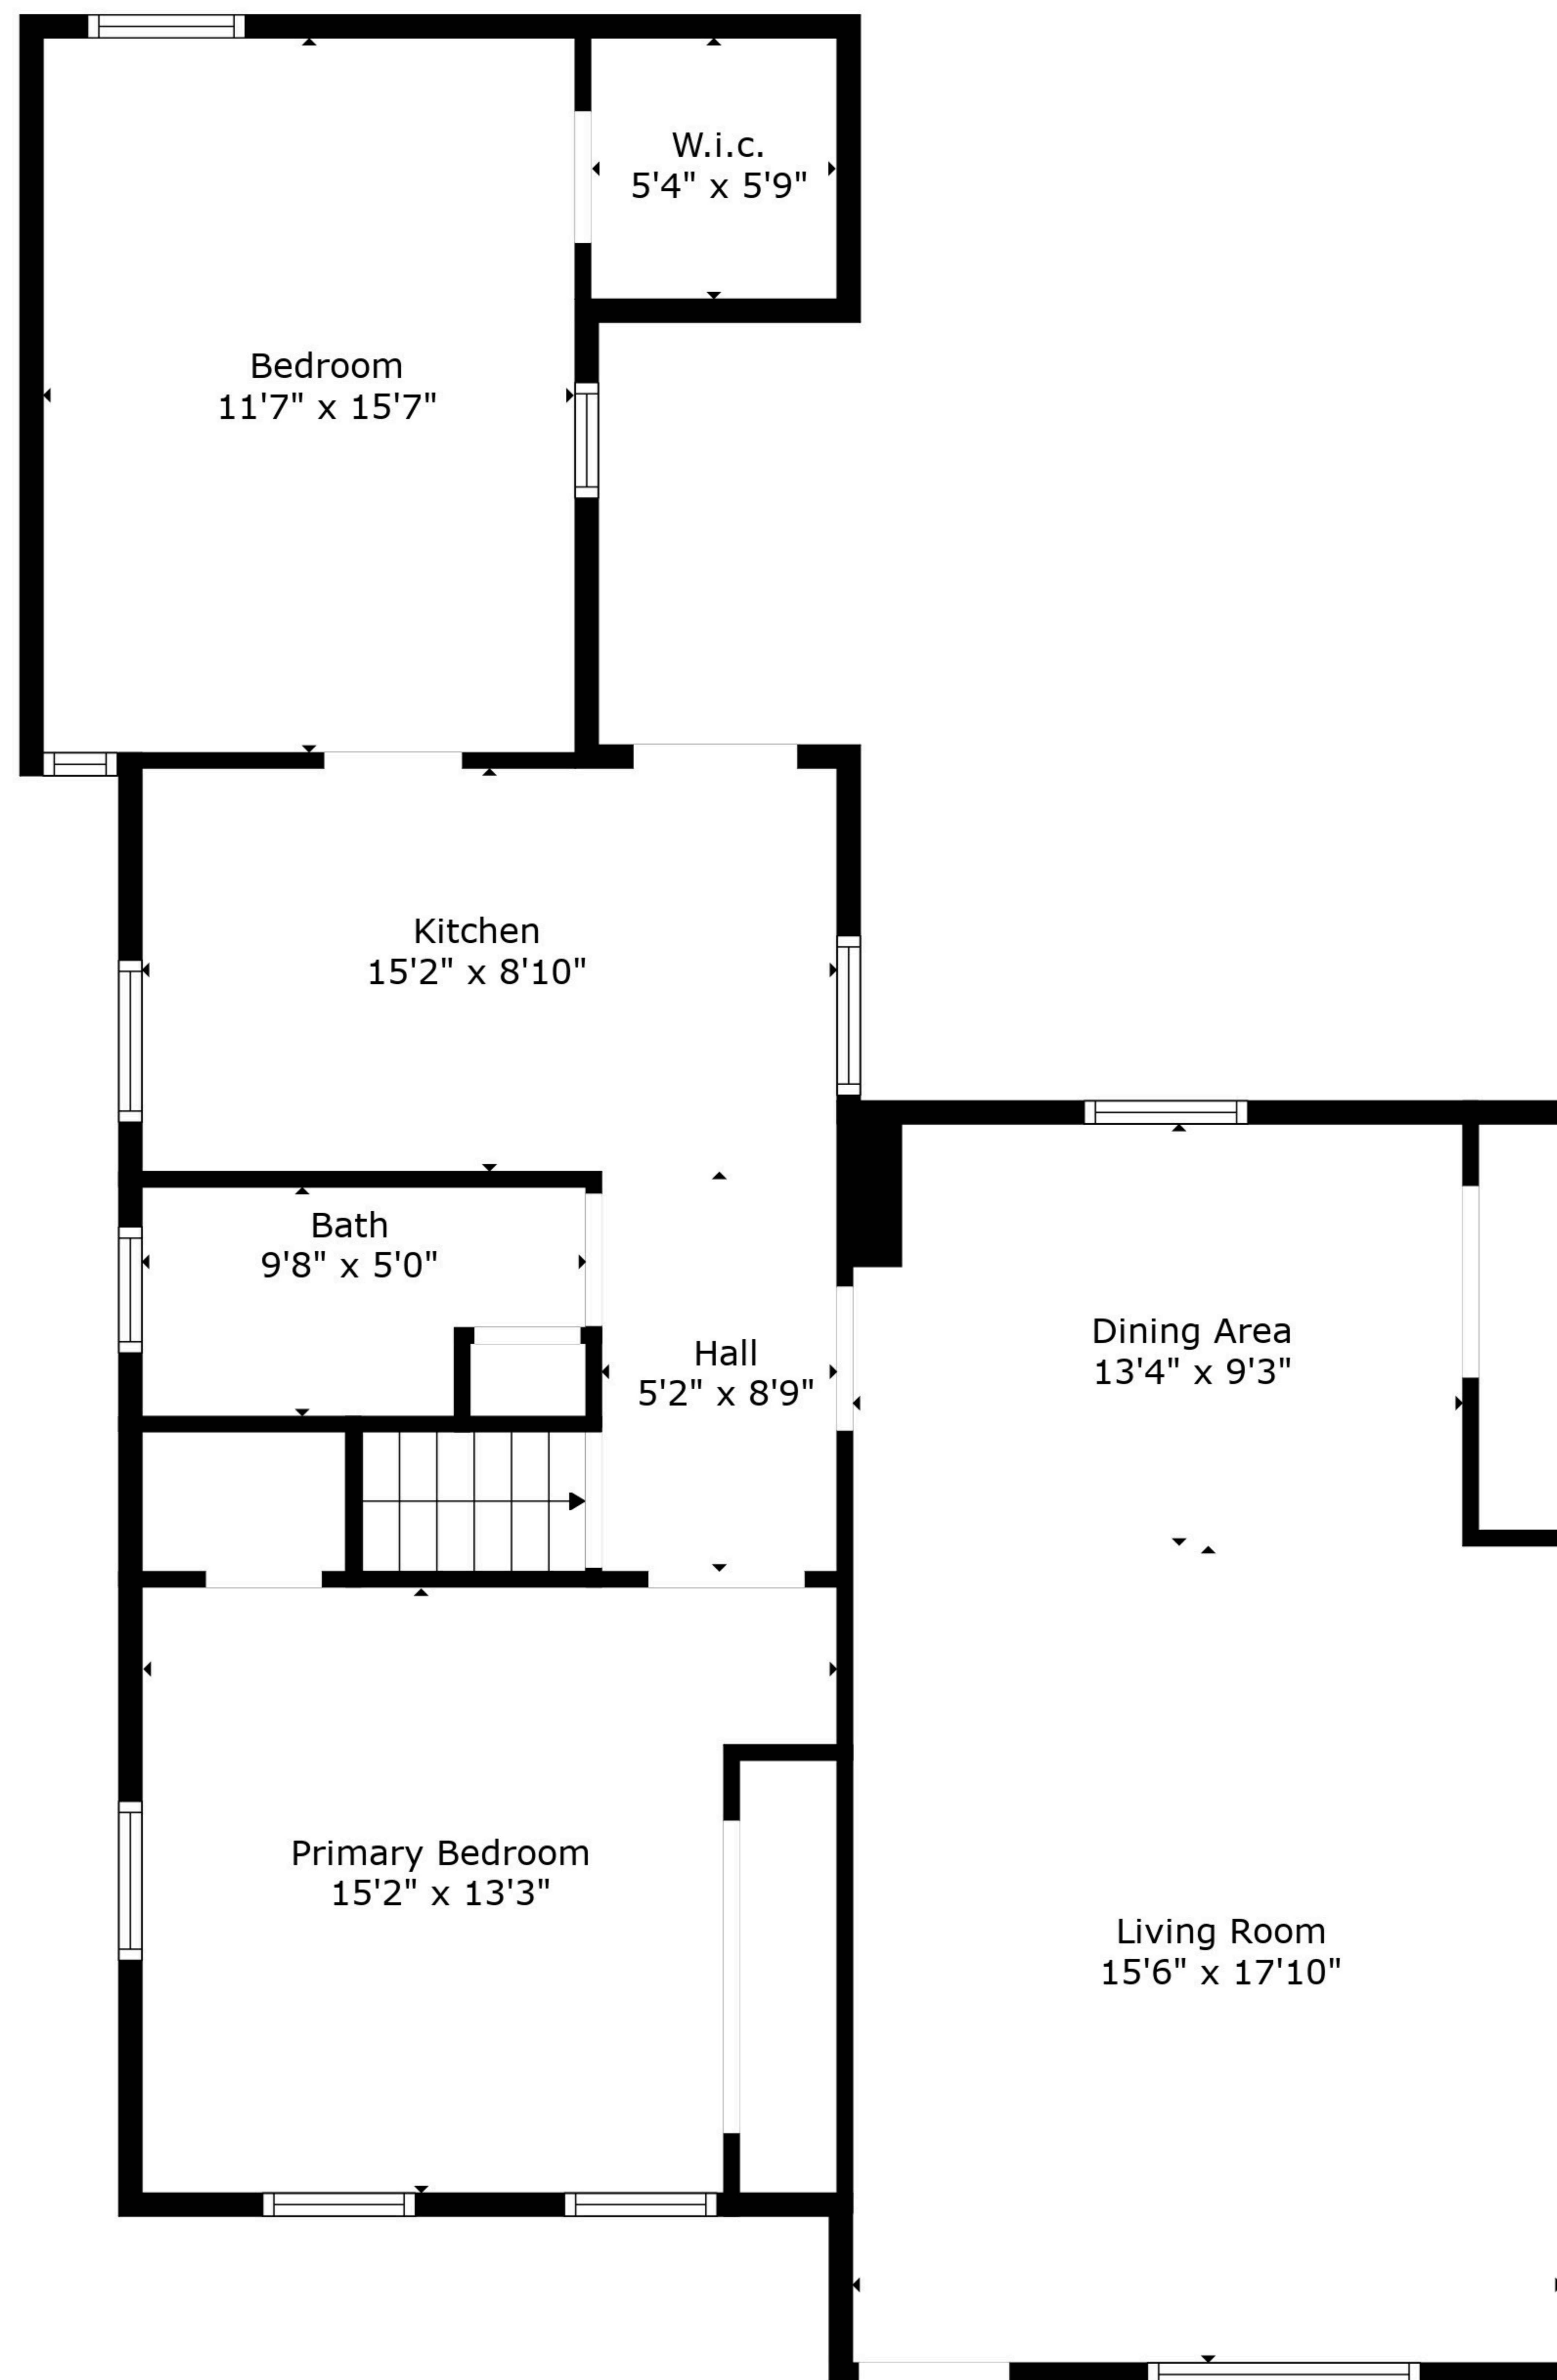 W.i.c.
5'4" x 5'9"
Bedroom
11'7" x 15'7"
Kitchen
15'2" x 8'10"
Bath
9'8" x 5'0"
Hall
5'2" x 8'9"
Dining Area
13'4" x 9'3"
Primary Bedroom
15'2" x 13'3"
Living Room
15'6" x 17'10"